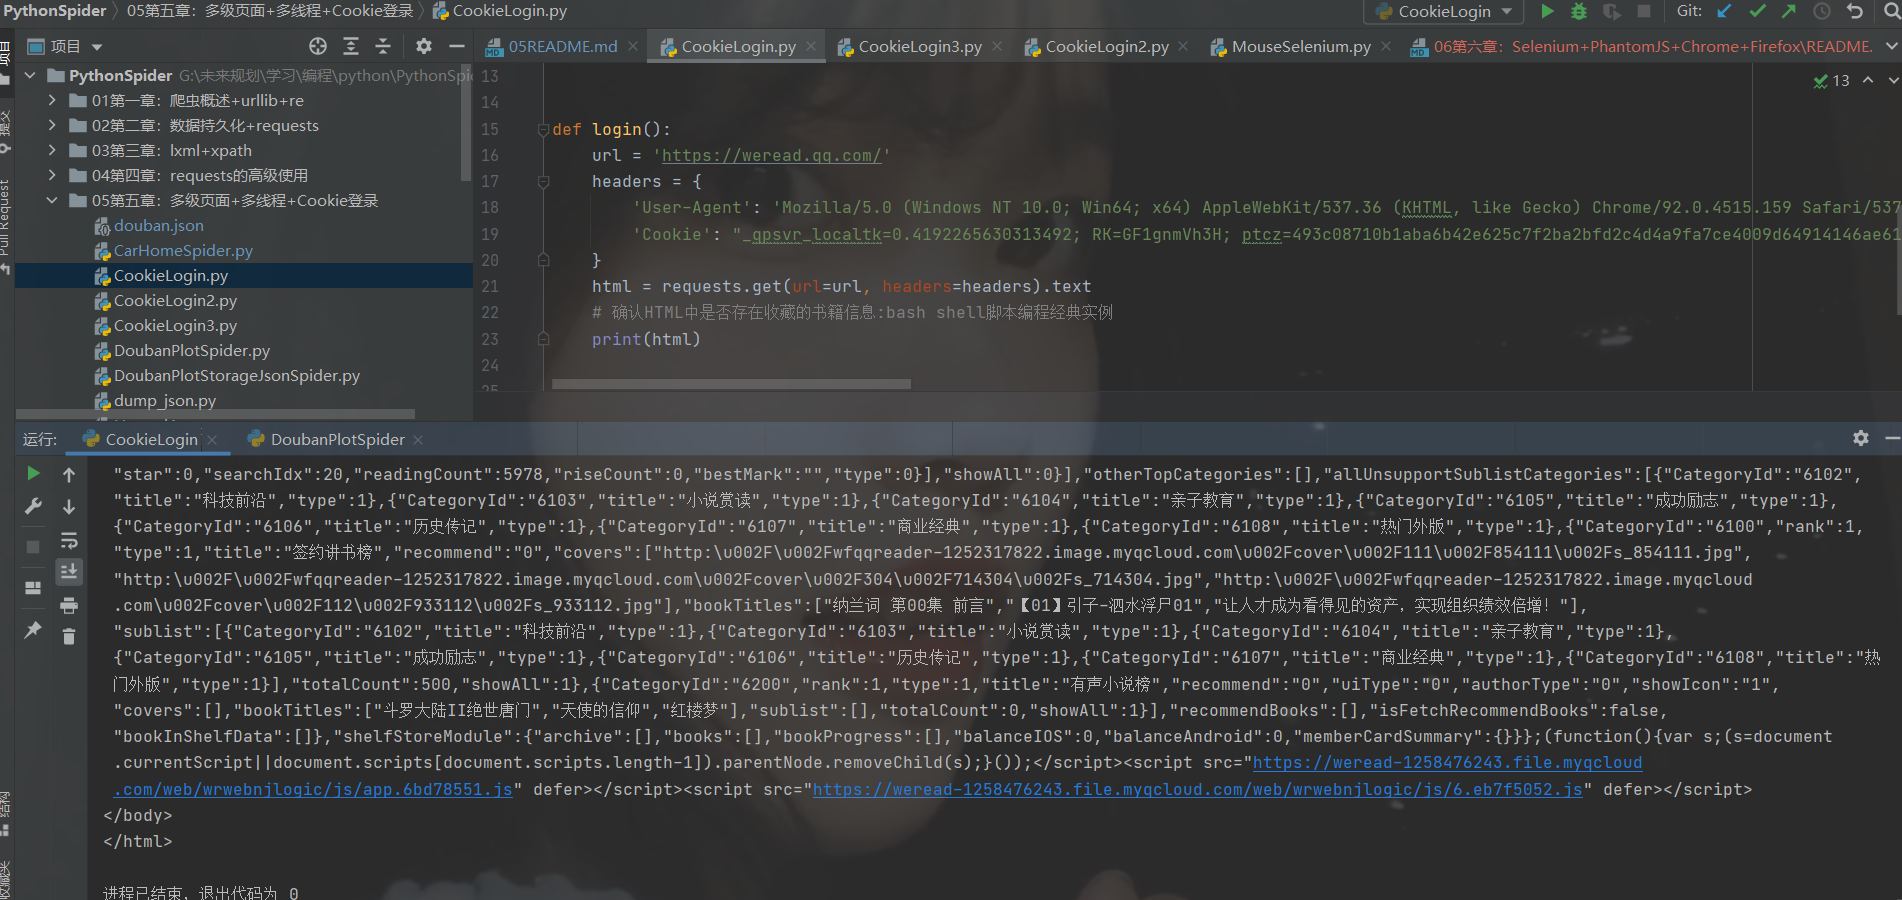 PythonSpider 〉 05第五章：多级页面+多线程+Cookie登录 〉 CookieLogin.py
CookieLogin
Git:
项目
05README.md
CookieLogin.py
CookieLogin3.py
CookieLogin2.py
MouseSelenium.py
06第六章：Selenium+PhantomJS+Chrome+Firefox\README.
PythonSpider G:\未来规划\学习\编程\python\PythonSpi
01第一章：爬虫概述+urllib+re
02第二章：数据持久化+requests
03第三章：lxml+xpath
04第四章：requests的高级使用
05第五章：多级页面+多线程+Cookie登录
douban.json
CarHomeSpider.py
CookieLogin.py
CookieLogin2.py
CookieLogin3.py
DoubanPlotSpider.py
DoubanPlotStorageJsonSpider.py
dump_json.py
项目
提交
Pull Request
13
13
14
15 def login():
16 url = 'https://weread.qq.com/'
17 headers = {
18 'User-Agent': 'Mozilla/5.0 (Windows NT 10.0; Win64; x64) AppleWebKit/537.36 (KHTML, like Gecko) Chrome/92.0.4515.159 Safari/537
19 'Cookie': "_qpsvr_localtk=0.4192265630313492; RK=GF1gnmVh3H; ptcz=493c08710b1aba6b42e625c7f2ba2bfd2c4d4a9fa7ce4009d64914146ae61
20 }
21 html = requests.get(url=url, headers=headers).text
22 # 确认HTML中是否存在收藏的书籍信息:bash shell脚本编程经典实例
23 print(html)
24
25
运行:
CookieLogin
DoubanPlotSpider
"star":0,"searchIdx":20,"readingCount":5978,"riseCount":0,"bestMark":"","type":0}],"showAll":0}],"otherTopCategories":[],"allUnsupportSublistCategories":[{"CategoryId":"6102",
"title":"科技前沿","type":1},{"CategoryId":"6103","title":"小说赏读","type":1},{"CategoryId":"6104","title":"亲子教育","type":1},{"CategoryId":"6105","title":"成功励志","type":1},
{"CategoryId":"6106","title":"历史传记","type":1},{"CategoryId":"6107","title":"商业经典","type":1},{"CategoryId":"6108","title":"热门外版","type":1},{"CategoryId":"6100","rank":1,
"type":1,"title":"签约讲书榜","recommend":"0","covers":["http:\u002F\u002Fwfqqreader-1252317822.image.myqcloud.com\u002Fcover\u002F111\u002F854111\u002Fs_854111.jpg",
"http:\u002F\u002Fwfqqreader-1252317822.image.myqcloud.com\u002Fcover\u002F304\u002F714304\u002Fs_714304.jpg","http:\u002F\u002Fwfqqreader-1252317822.image.myqcloud
.com\u002Fcover\u002F112\u002F933112\u002Fs_933112.jpg"],"bookTitles":["纳兰词 第00集 前言","【01】引子-泗水浮尸01","让人才成为看得见的资产，实现组织绩效倍增！"],
"sublist":[{"CategoryId":"6102","title":"科技前沿","type":1},{"CategoryId":"6103","title":"小说赏读","type":1},{"CategoryId":"6104","title":"亲子教育","type":1},
{"CategoryId":"6105","title":"成功励志","type":1},{"CategoryId":"6106","title":"历史传记","type":1},{"CategoryId":"6107","title":"商业经典","type":1},{"CategoryId":"6108","title":"热
门外版","type":1}],"totalCount":500,"showAll":1},{"CategoryId":"6200","rank":1,"type":1,"title":"有声小说榜","recommend":"0","uiType":"0","authorType":"0","showIcon":"1",
"covers":[],"bookTitles":["斗罗大陆II绝世唐门","天使的信仰","红楼梦"],"sublist":[],"totalCount":0,"showAll":1}],"recommendBooks":[],"isFetchRecommendBooks":false,
"bookInShelfData":[]},"shelfStoreModule":{"archive":[],"books":[],"bookProgress":[],"balanceIOS":0,"balanceAndroid":0,"memberCardSummary":{}}};(function(){var s;(s=document
.currentScript||document.scripts[document.scripts.length-1]).parentNode.removeChild(s);}());</script><script src="https://weread-1258476243.file.myqcloud
.com/web/wrwebnjlogic/js/app.6bd78551.js" defer></script><script src="https://weread-1258476243.file.myqcloud.com/web/wrwebnjlogic/js/6.eb7f5052.js" defer></script>
</body>
</html>
进程已结束，退出代码为 0
结构
收藏夹